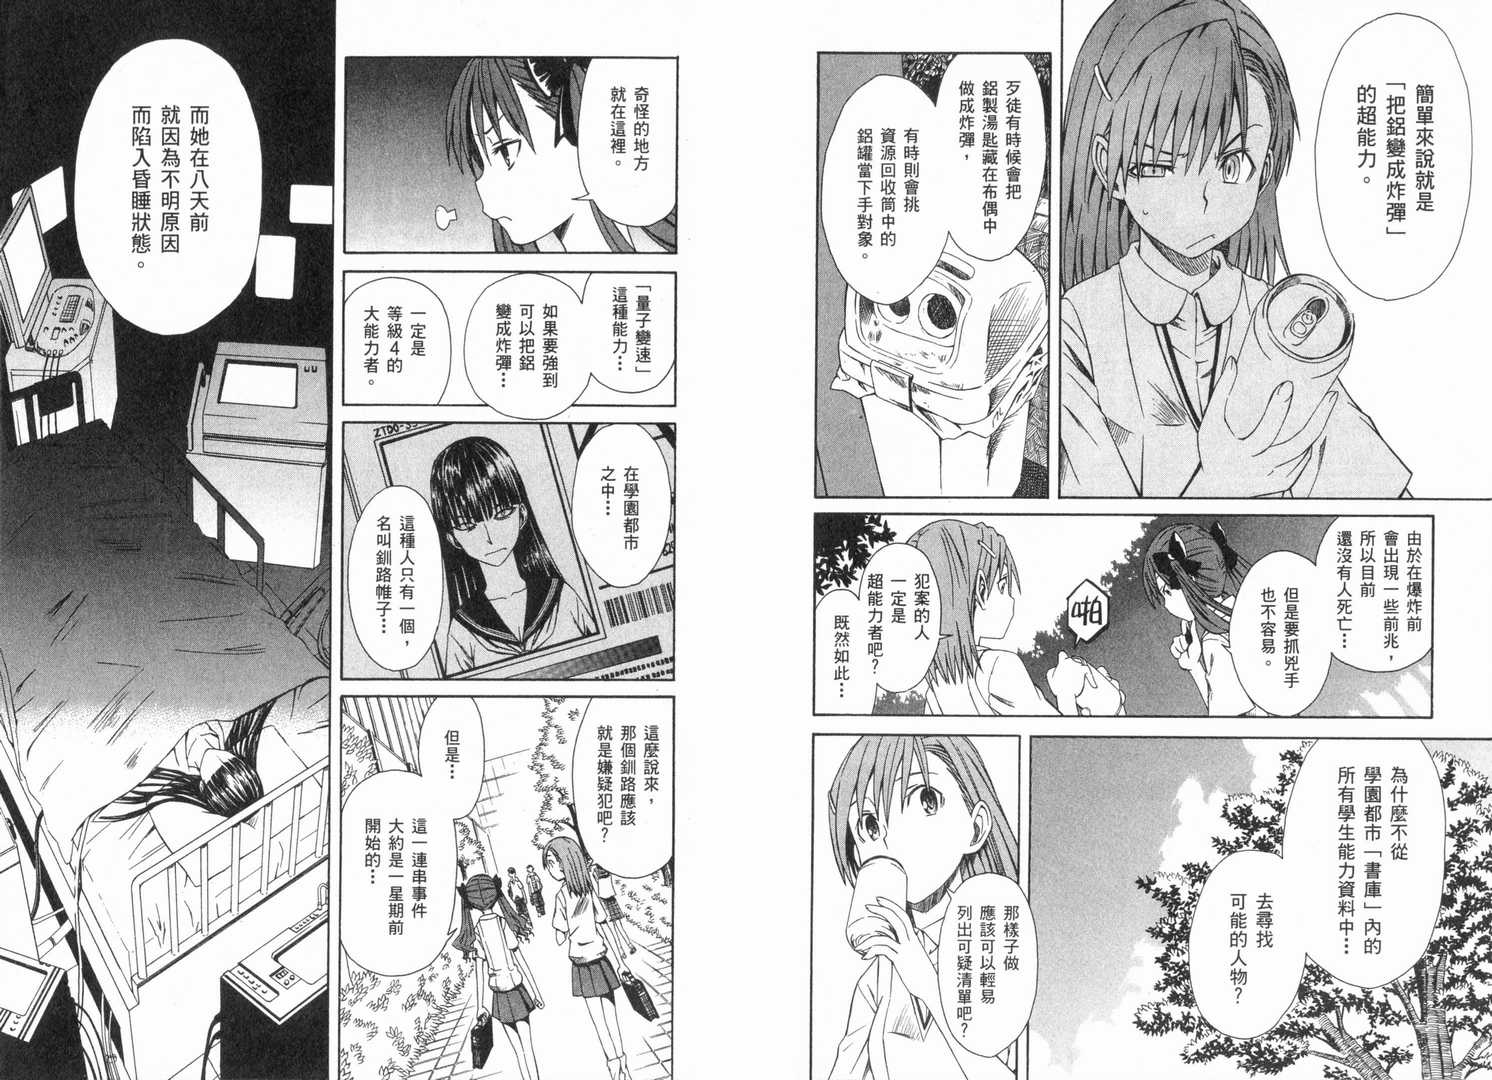 簡單來說就是
「把鋁變成炸彈」
的超能力。
歹徒有時候會把
鋁製湯匙藏在布偶中
做成炸彈，
有時則會挑
資源回收筒中的
鋁罐當下手對象。
由於在爆炸前
會出現一些前兆，
所以目前
還沒有人死亡…
但是要抓兇手
也不容易。
啪
犯案的人
一定是
超能力者吧？
既然如此…
為什麼不從
學園都市「書庫」內的
所有學生能力資料中…
去尋找
可能的人物？
那樣子做
應該可以輕易
列出可疑清單吧？
奇怪的地方
就在這裡。
「量子變速」
這種能力…
如果要強到
可以把鋁
變成炸彈…
一定是
等級4的
大能力者。
在學園都市
之中…
ZTDO-33
這種人只有一個，
名叫釧路帷子…
這麼說來，
那個釧路應該
就是嫌疑犯吧？
但是…
這一連串事件
大約是一星期前
開始的…
而她在八天前
就因為不明原因
而陷入昏睡狀態。